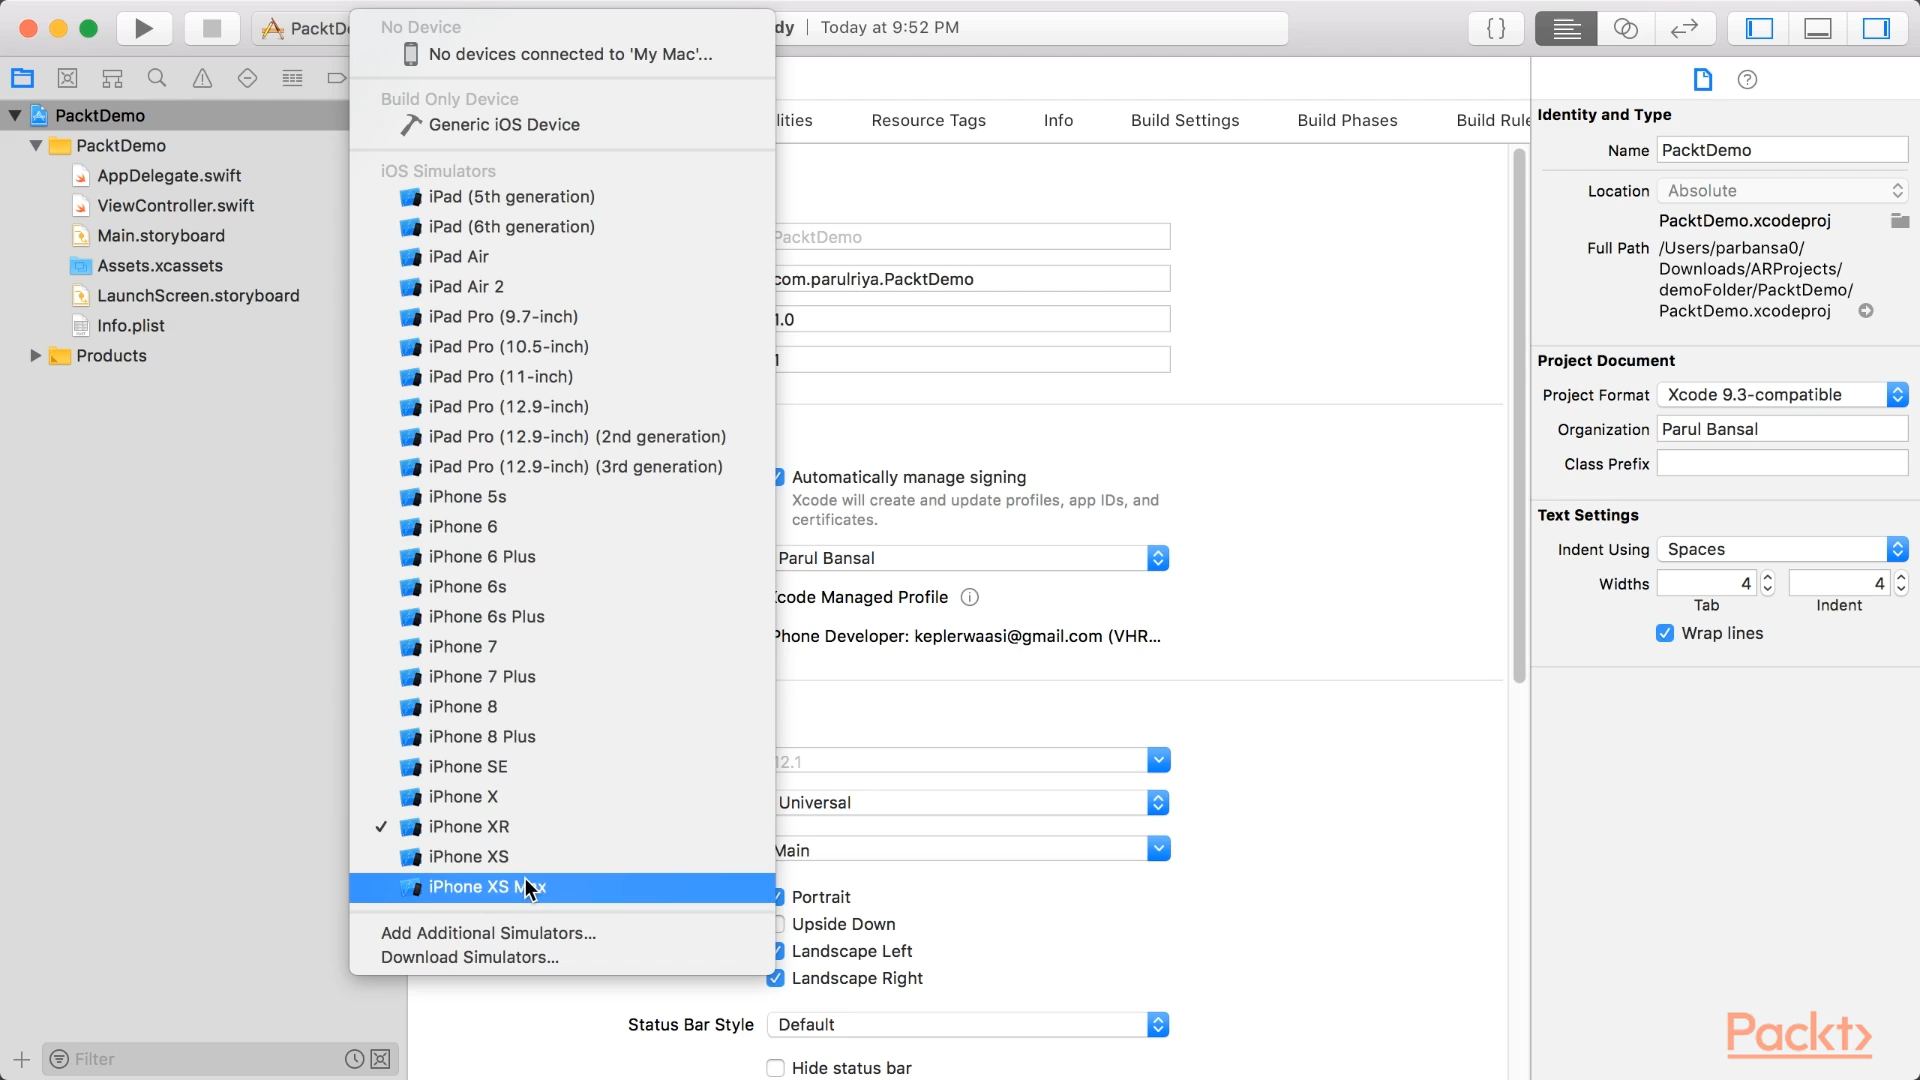 PacktDe
No Device
No devices connected to 'My Mac'...
Build Only Device
Generic iOS Device
iOS Simulators
iPad (5th generation)
iPad (6th generation)
iPad Air
iPad Air 2
iPad Pro (9.7-inch)
iPad Pro (10.5-inch)
iPad Pro (11-inch)
iPad Pro (12.9-inch)
iPad Pro (12.9-inch) (2nd generation)
iPad Pro (12.9-inch) (3rd generation)
iPhone 5s
iPhone 6
iPhone 6 Plus
iPhone 6s
iPhone 6s Plus
iPhone 7
iPhone 7 Plus
iPhone 8
iPhone 8 Plus
iPhone SE
iPhone X
✓ iPhone XR
iPhone XS
iPhone XS Max
Add Additional Simulators...
Download Simulators...
dy | Today at 9:52 PM
{ }
PacktDemo
PacktDemo
AppDelegate.swift
ViewController.swift
Main.storyboard
Assets.xcassets
LaunchScreen.storyboard
Info.plist
Products
Filter
lities Resource Tags Info Build Settings Build Phases Build Rule
PacktDemo
com.parulriya.PacktDemo
1.0
1
Automatically manage signing
Xcode will create and update profiles, app IDs, and
certificates.
Parul Bansal
Xcode Managed Profile
Phone Developer: keplerwaasi@gmail.com (VHR...
12.1
Universal
Main
Portrait
Upside Down
Landscape Left
Landscape Right
Status Bar Style Default
Hide status bar
Identity and Type
Name PacktDemo
Location Absolute
PacktDemo.xcodeproj
Full Path /Users/parbansa0/
Downloads/ARProjects/
demoFolder/PacktDemo/
PacktDemo.xcodeproj
Project Document
Project Format Xcode 9.3-compatible
Organization Parul Bansal
Class Prefix
Text Settings
Indent Using Spaces
Widths 4 4
Tab Indent
Wrap lines
Packt>